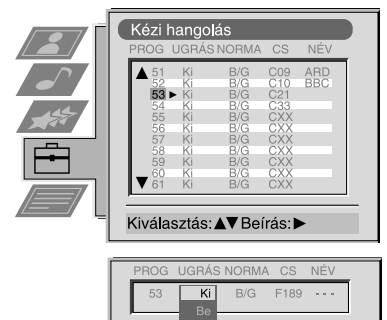 Kézi hangolás
PROG UGRÁS NORMA CS NÉV
▲ 51 Ki B/G C09 ARD
52 Ki B/G C10 BBC
53 ► Ki B/G C21
54 Ki B/G C33
55 Ki B/G CXX
56 Ki B/G CXX
57 Ki B/G CXX
58 Ki B/G CXX
59 Ki B/G CXX
60 Ki B/G CXX
▼ 61 Ki B/G CXX
Kiválasztás:▲▼ Beírás:►
PROG UGRÁS NORMA CS NÉV
53 Ki B/G F189 - - -
Be